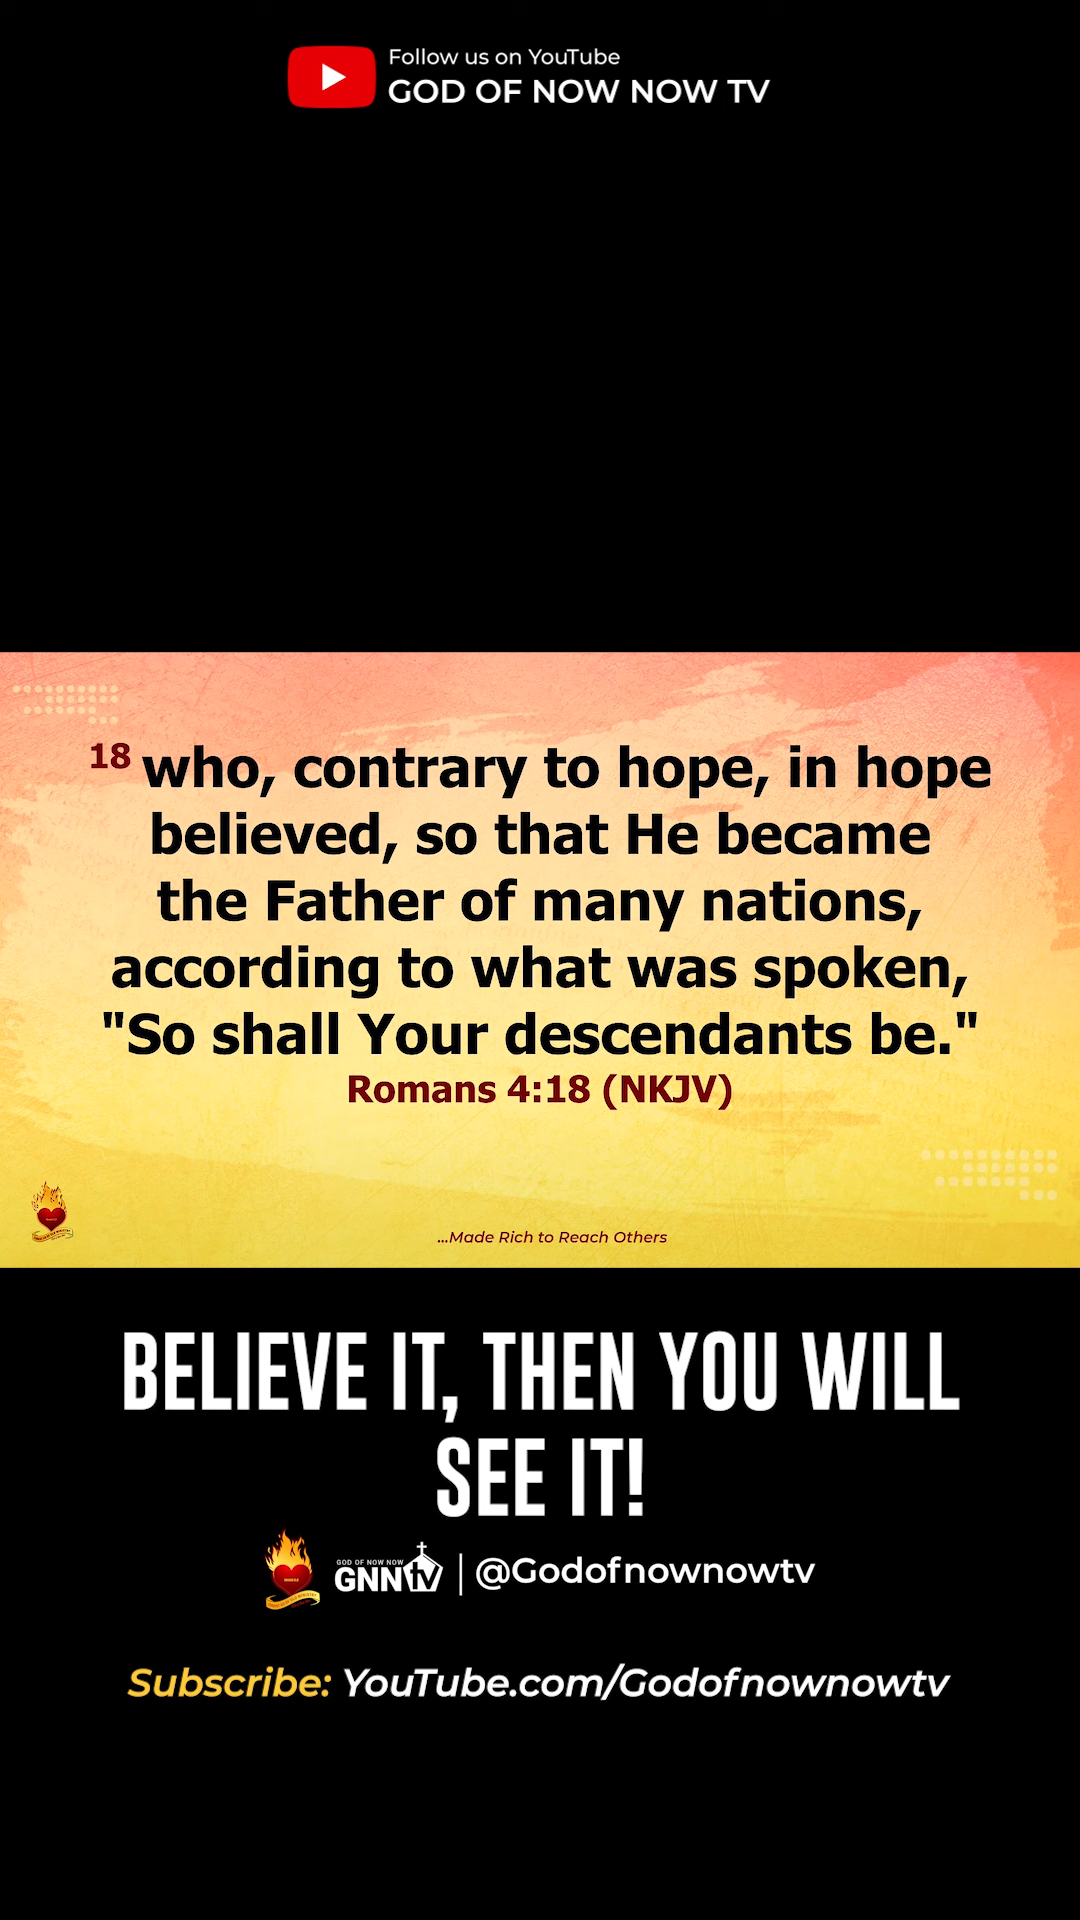 Follow us on YouTube
GOD OF NOW NOW TV
18 who, contrary to hope, in hope
believed, so that He became
the Father of many nations,
according to what was spoken,
"So shall Your descendants be."
Romans 4:18 (NKJV)
...Made Rich to Reach Others
BELIEVE IT, THEN YOU WILL
SEE IT!
GOD OF NOW NOW
GNNtv | @Godofnownowtv
Subscribe: YouTube.com/Godofnownowtv